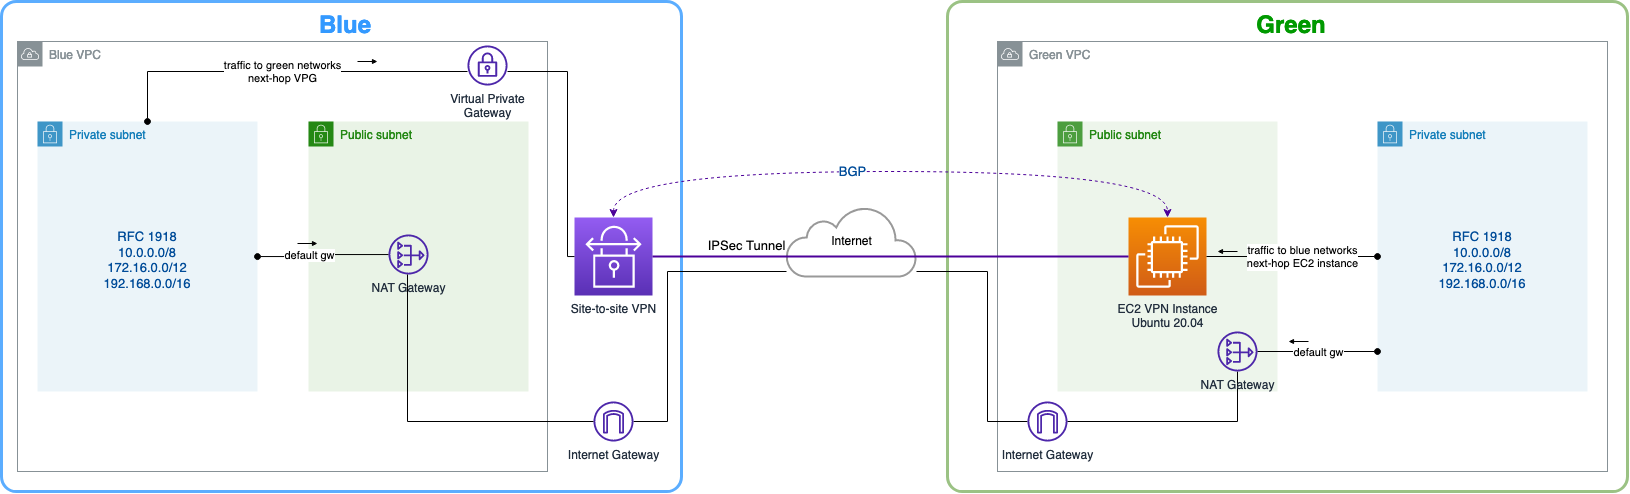 Blue
Blue VPC
traffic to green networks
next-hop VPG
Virtual Private
Gateway
Private subnet
Public subnet
RFC 1918
10.0.0.0/8
172.16.0.0/12
192.168.0.0/16
default gw
NAT Gateway
Site-to-site VPN
Internet Gateway
BGP
IPSec Tunnel
Internet
Green
Green VPC
Public subnet
Private subnet
EC2 VPN Instance
Ubuntu 20.04
traffic to blue networks
next-hop EC2 instance
RFC 1918
10.0.0.0/8
172.16.0.0/12
192.168.0.0/16
default gw
NAT Gateway
Internet Gateway